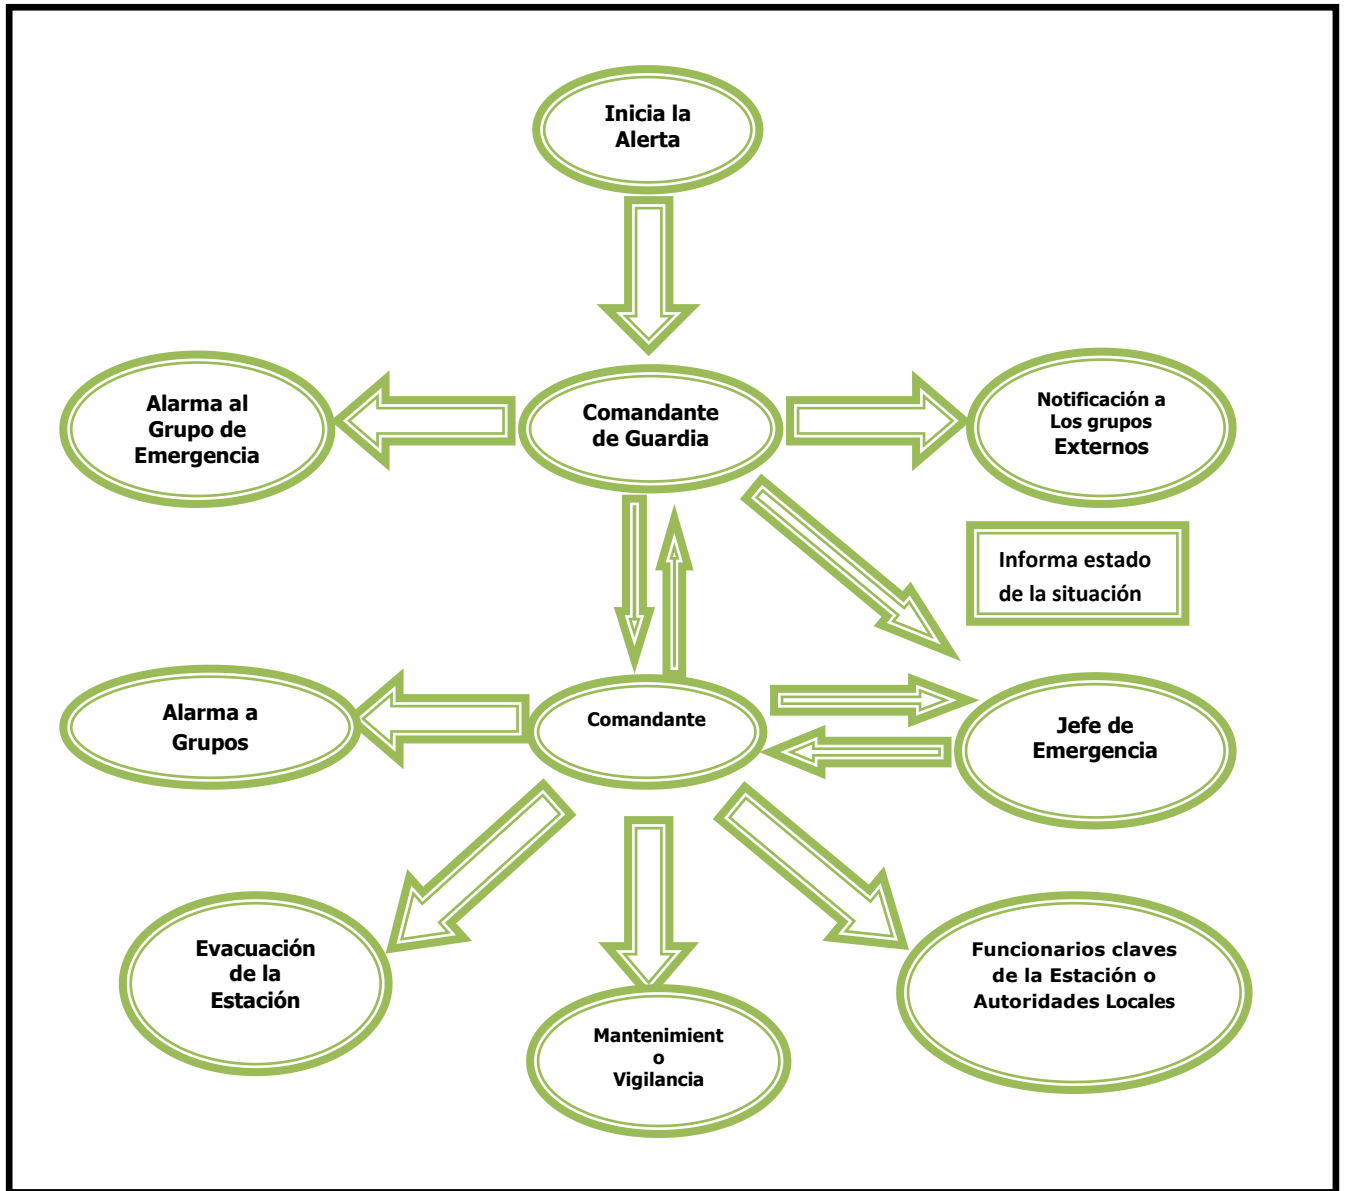 Inicia la
Alerta
Alarma al
Grupo de
Emergencia
Comandante
de Guardia
Notificación a
Los grupos
Externos
Informa estado
de la situación
Alarma a
Grupos
Comandante
Jefe de
Emergencia
Evacuación
de la
Estación
Mantenimient
o
Vigilancia
Funcionarios claves
de la Estación o
Autoridades Locales